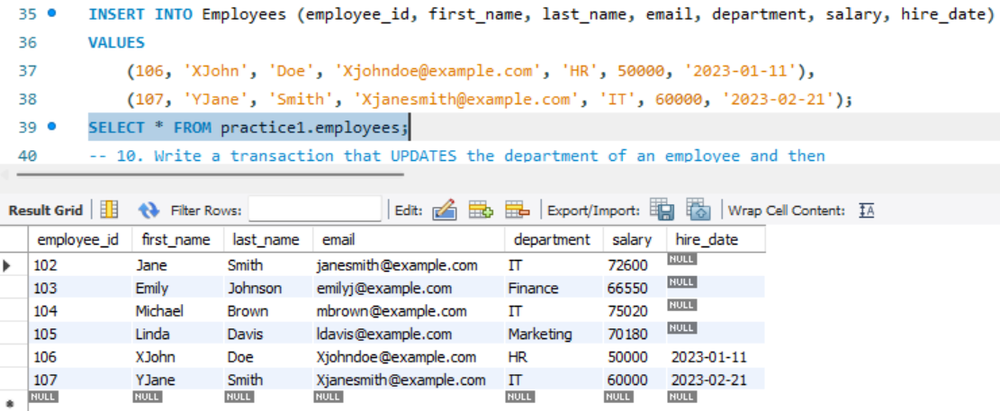 35 INSERT INTO Employees (employee_id, first_name, last_name, email, department, salary, hire_date)
36 VALUES
37 (106, 'XJohn', 'Doe', 'Xjohndoe@example.com', 'HR', 50000, '2023-01-11'),
38 (107, 'YJane', 'Smith', 'Xjanesmith@example.com', 'IT', 60000, '2023-02-21');
39 SELECT * FROM practice1.employees;
40 -- 10. Write a transaction that UPDATES the department of an employee and then
Result Grid Filter Rows: Edit: Export/Import: Wrap Cell Content: IA
employee_id first_name last_name email department salary hire_date
102 Jane Smith janesmith@example.com IT 72600 NULL
103 Emily Johnson emilyj@example.com Finance 66550 NULL
104 Michael Brown mbrown@example.com IT 75020 NULL
105 Linda Davis ldavis@example.com Marketing 70180 NULL
106 XJohn Doe Xjohndoe@example.com HR 50000 2023-01-11
107 YJane Smith Xjanesmith@example.com IT 60000 2023-02-21
NULL NULL NULL NULL NULL NULL NULL